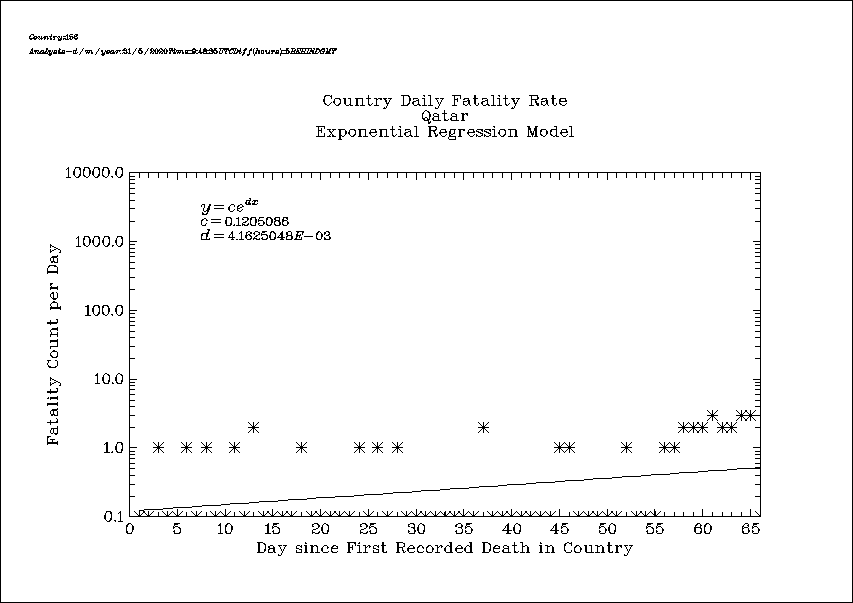 Country:156
Analysis-d/m/year:31/5/2020Time:9:48:35UTCDiff(hours):5BEHINDGMT
Country Daily Fatality Rate
Qatar
Exponential Regression Model
10000.0
1000.0
100.0
10.0
1.0
0.1
y = ce^dx
c = 0.1205086
d = 4.1625048E-03
Fatality Count per Day
0 5 10 15 20 25 30 35 40 45 50 55 60 65
Day since First Recorded Death in Country